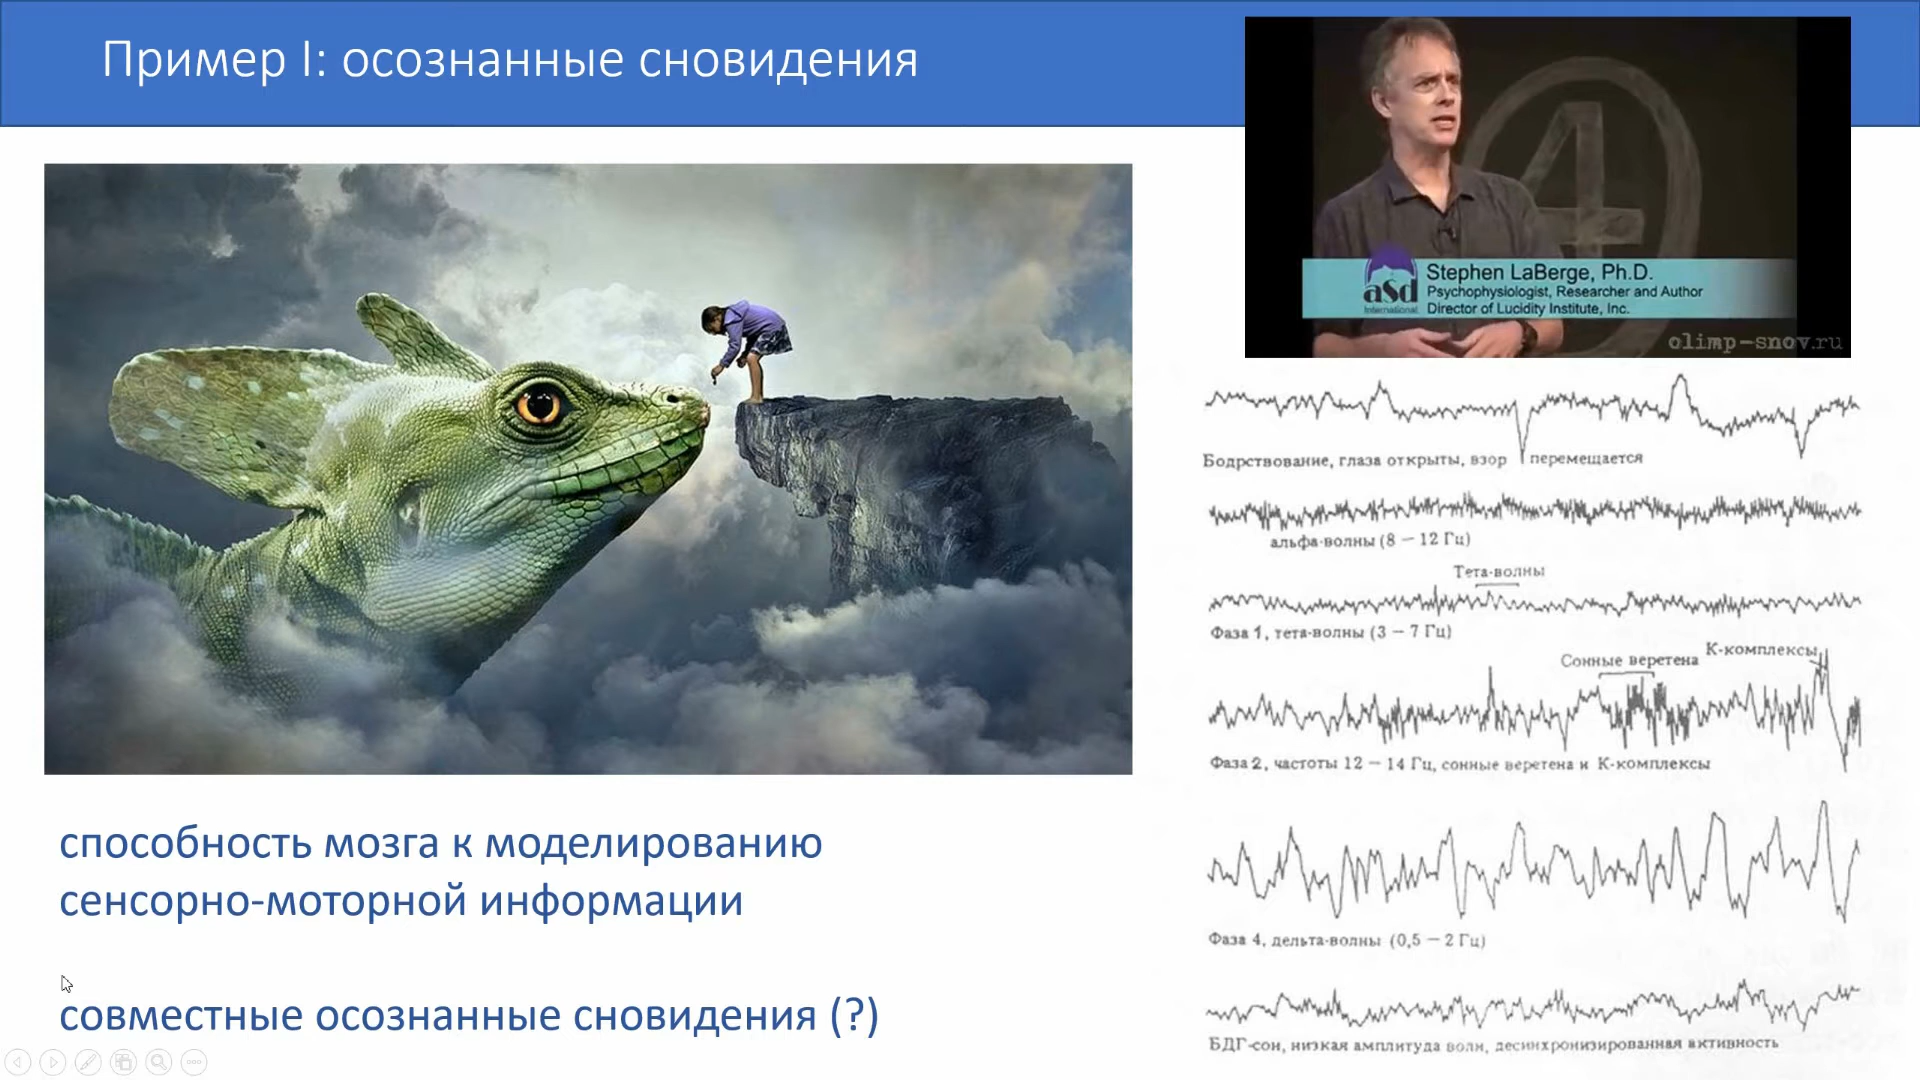 Пример I: осознанные сновидения
aSd
International
Stephen LaBerge, Ph.D.
Psychophysiologist, Researcher and Author
Director of Lucidity Institute, Inc.
olimp-snov.ru
Бодрствование, глаза открыты, взор перемещается
альфа-волны (8 — 12 Гц)
Тета-волны
Фаза 1, тета-волны (3 — 7 Гц)
Сонные веретена
К-комплексы
Фаза 2, частоты 12 — 14 Гц, сонные веретена и К-комплексы
Фаза 4, дельта-волны (0,5 — 2 Гц)
БДГ-сон, низкая амплитуда волн, десинхронизированная активность
способность мозга к моделированию
сенсорно-моторной информации
совместные осознанные сновидения (?)